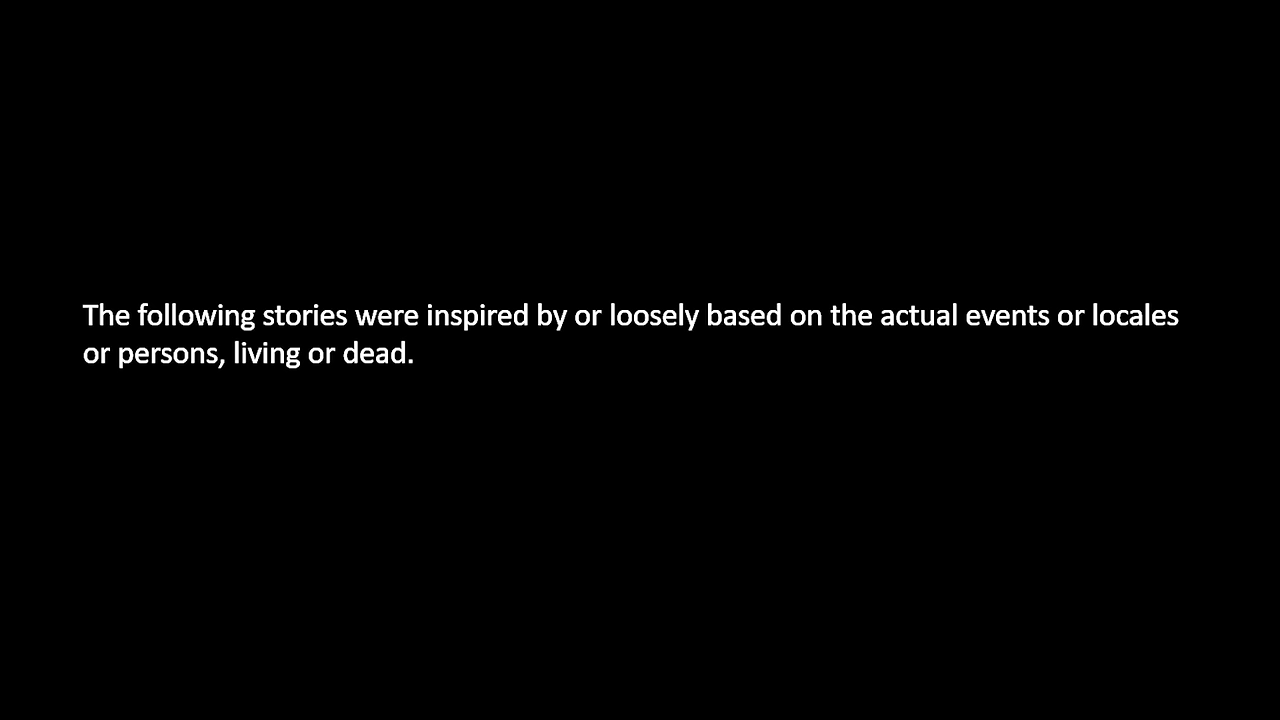 The following stories were inspired by or loosely based on the actual events or locales
or persons, living or dead.